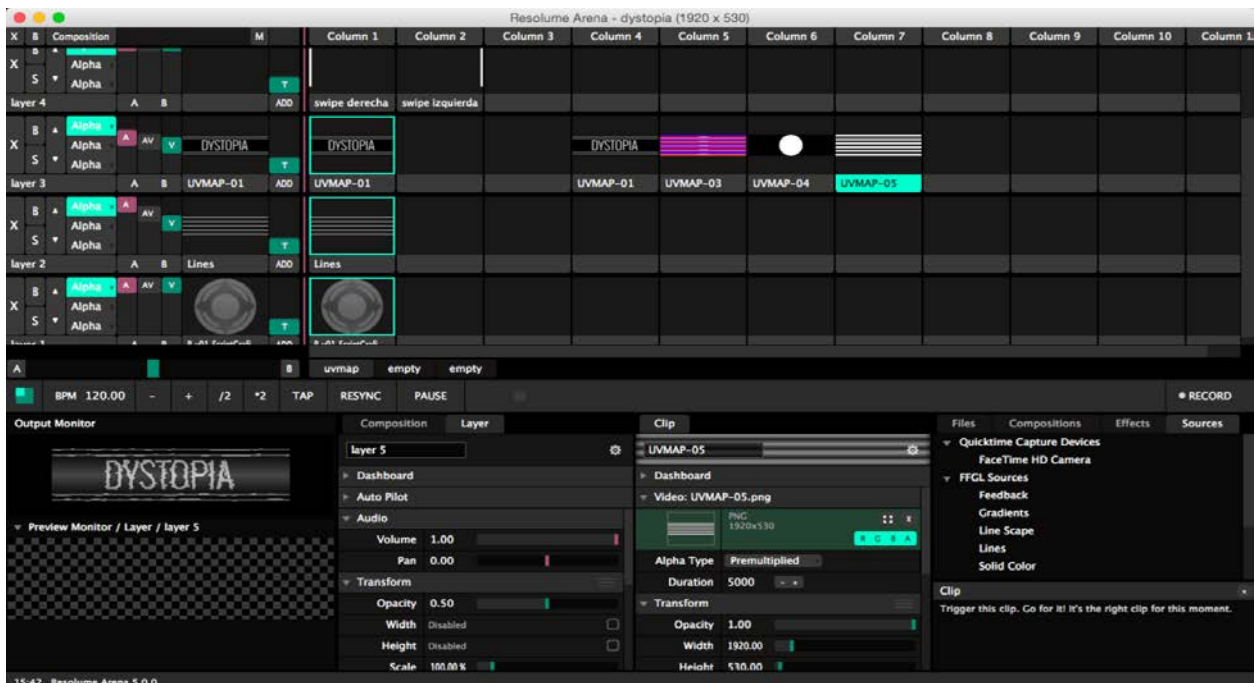 Resolume Arena - dystopia (1920 x 530)
X B Composition M Column 1 Column 2 Column 3 Column 4 Column 5 Column 6 Column 7 Column 8 Column 9 Column 10 Column 1
B
X Alpha
S Alpha T
layer 4 A B ADD swipe derecha swipe izquierda
B Alpha A AV V DYSTOPIA DYSTOPIA DYSTOPIA
X Alpha
S Alpha T
layer 3 A B UVMAP-01 ADD UVMAP-01 UVMAP-01 UVMAP-03 UVMAP-04 UVMAP-05
B Alpha A AV V
X Alpha
S Alpha T
layer 2 A B Lines ADD Lines
B Alpha A AV V
X Alpha
S Alpha T
A B uvmap empty empty
BPM 120.00 - + /2 *2 TAP RESYNC PAUSE RECORD
Output Monitor
DYSTOPIA
Preview Monitor / Layer / layer 5
Composition Layer
layer 5
Dashboard
Auto Pilot
Audio
Volume 1.00
Pan 0.00
Transform
Opacity 0.50
Width Disabled
Height Disabled
Scale 100.00 %
Clip
UVMAP-05
Dashboard
Video: UVMAP-05.png
PNG
1920x530
R G B A
Alpha Type Premultiplied
Duration 5000 - +
Transform
Opacity 1.00
Width 1920.00
Height 530.00
Files Compositions Effects Sources
Quicktime Capture Devices
FaceTime HD Camera
FFGL Sources
Feedback
Gradients
Line Scape
Lines
Solid Color
Clip
Trigger this clip. Go for it! It's the right clip for this moment.
15:42 Resolume Arena 5.0.0